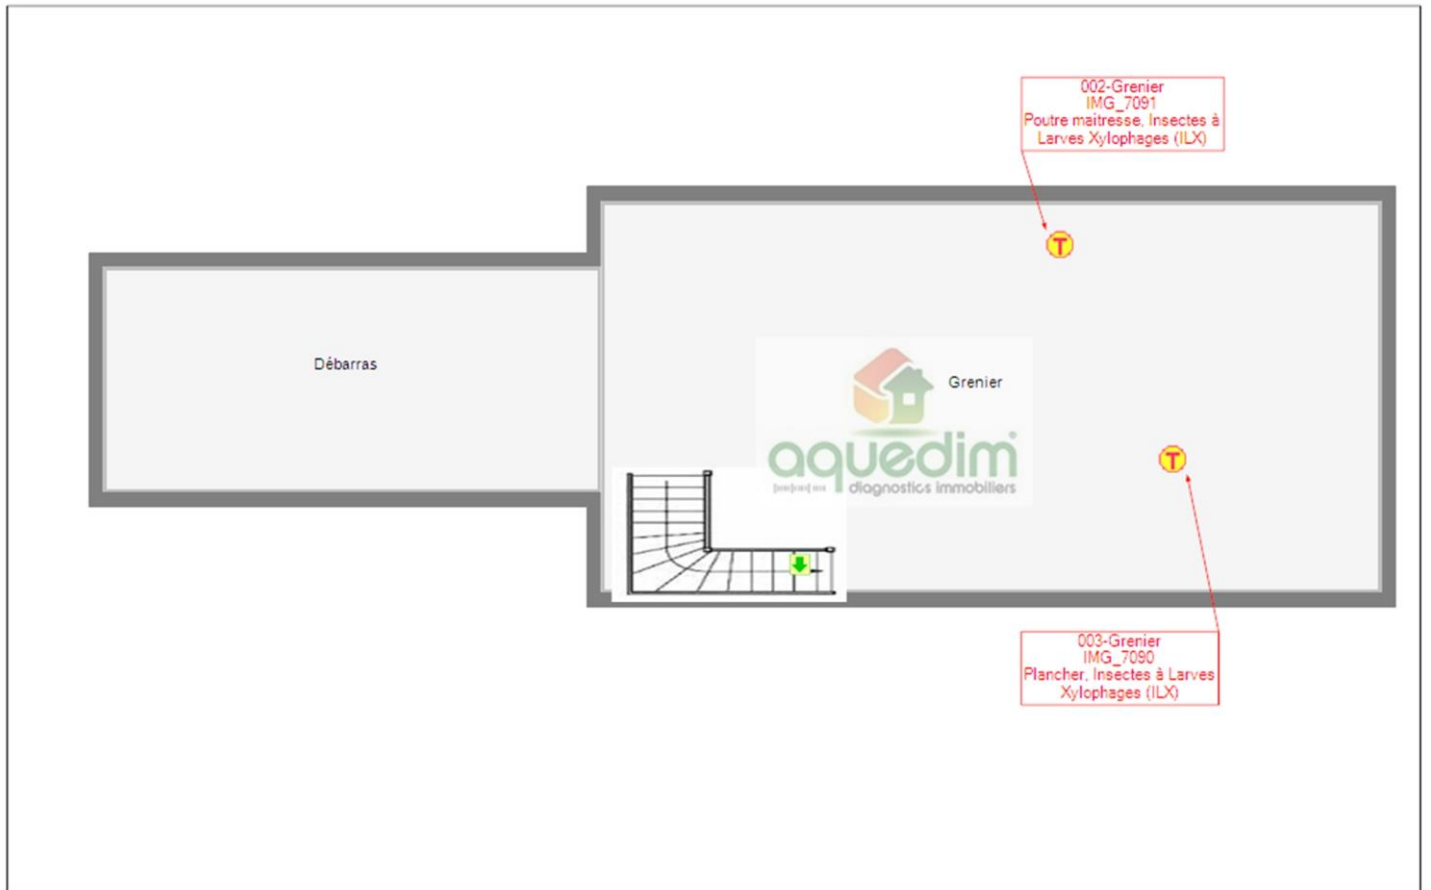 002-Grenier
IMG_7091
Poutre maitresse, Insectes à
Larves Xylophages (ILX)
Débarras
Grenier
aquedim
diagnostics immobiliers
003-Grenier
IMG_7090
Plancher, Insectes à Larves
Xylophages (ILX)